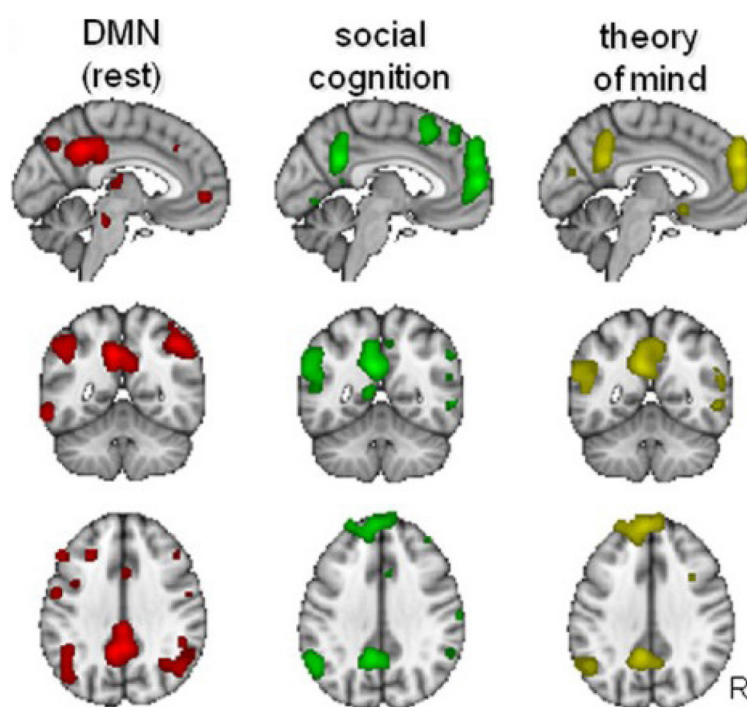 DMN
(rest)
social
cognition
theory
of mind
R